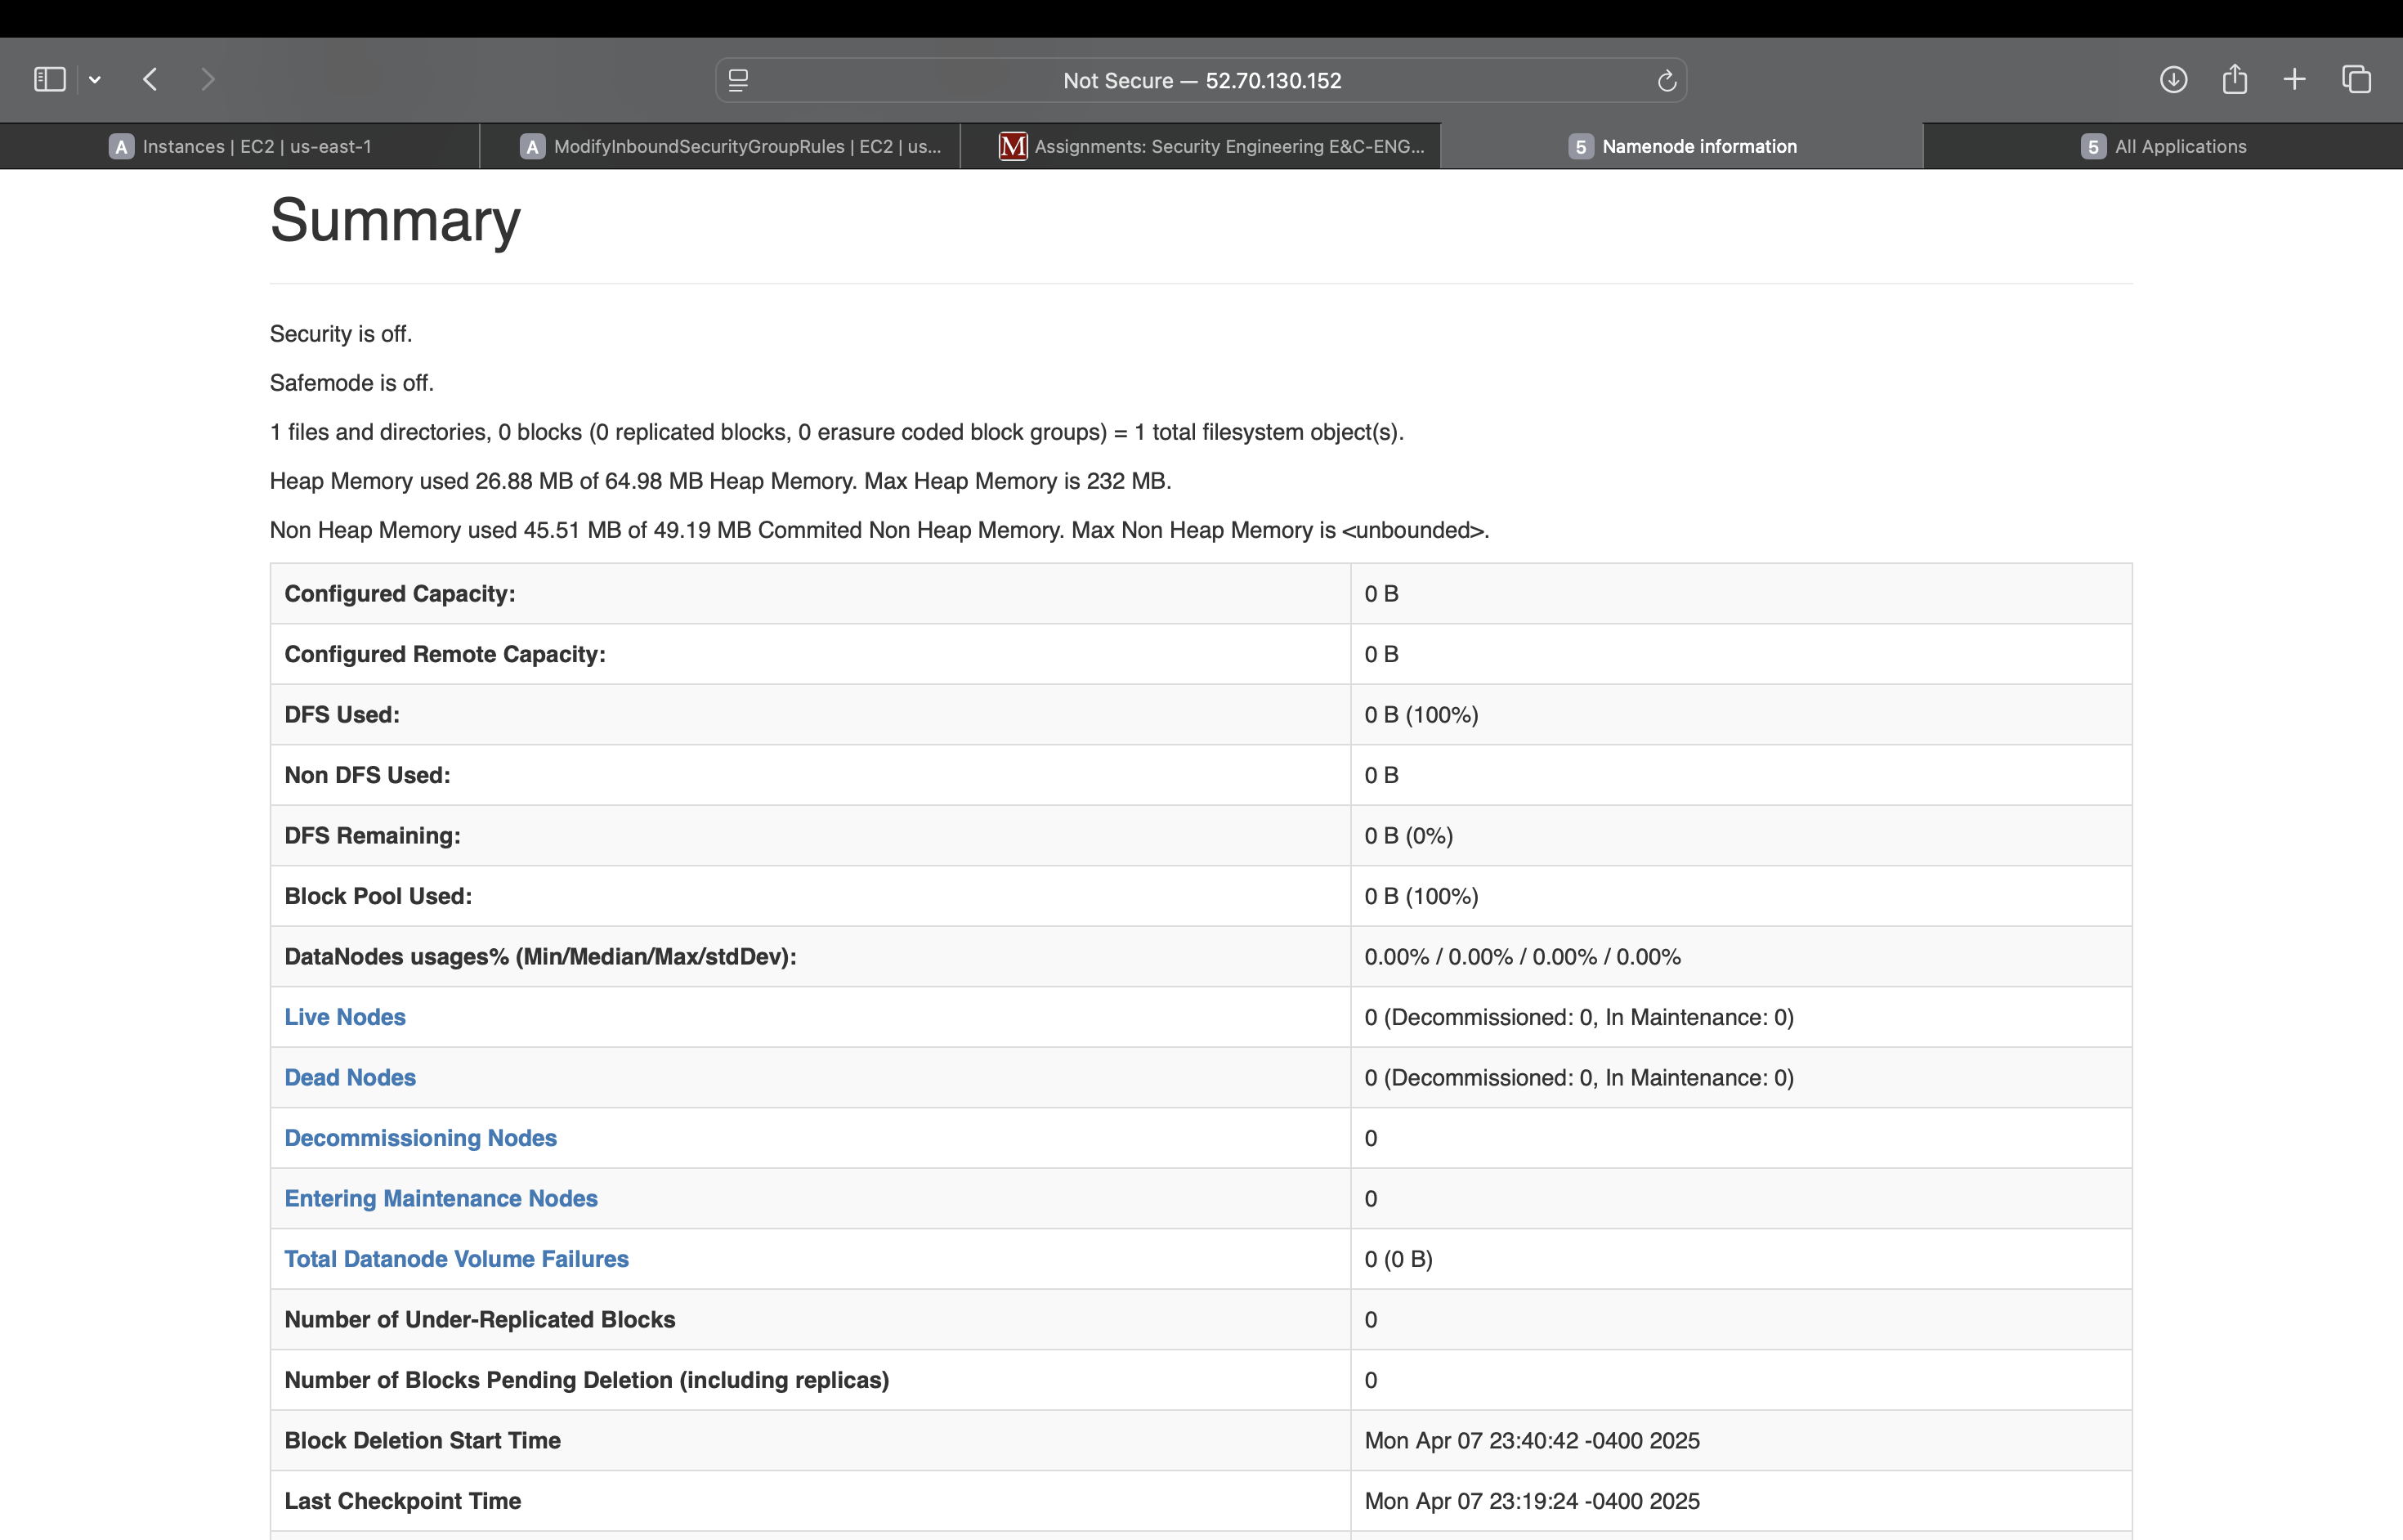 Not Secure — 52.70.130.152
A Instances | EC2 | us-east-1
A ModifyInboundSecurityGroupRules | EC2 | us...
M Assignments: Security Engineering E&C-ENG...
5 Namenode information
5 All Applications
Summary
Security is off.
Safemode is off.
1 files and directories, 0 blocks (0 replicated blocks, 0 erasure coded block groups) = 1 total filesystem object(s).
Heap Memory used 26.88 MB of 64.98 MB Heap Memory. Max Heap Memory is 232 MB.
Non Heap Memory used 45.51 MB of 49.19 MB Commited Non Heap Memory. Max Non Heap Memory is <unbounded>.
Configured Capacity: 0 B
Configured Remote Capacity: 0 B
DFS Used: 0 B (100%)
Non DFS Used: 0 B
DFS Remaining: 0 B (0%)
Block Pool Used: 0 B (100%)
DataNodes usages% (Min/Median/Max/stdDev): 0.00% / 0.00% / 0.00% / 0.00%
Live Nodes 0 (Decommissioned: 0, In Maintenance: 0)
Dead Nodes 0 (Decommissioned: 0, In Maintenance: 0)
Decommissioning Nodes 0
Entering Maintenance Nodes 0
Total Datanode Volume Failures 0 (0 B)
Number of Under-Replicated Blocks 0
Number of Blocks Pending Deletion (including replicas) 0
Block Deletion Start Time Mon Apr 07 23:40:42 -0400 2025
Last Checkpoint Time Mon Apr 07 23:19:24 -0400 2025